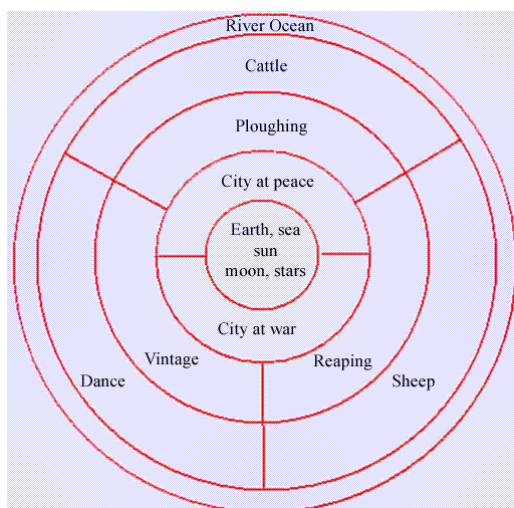 River Ocean
Cattle
Ploughing
City at peace
Earth, sea
sun
moon, stars
City at war
Vintage
Reaping
Dance
Sheep